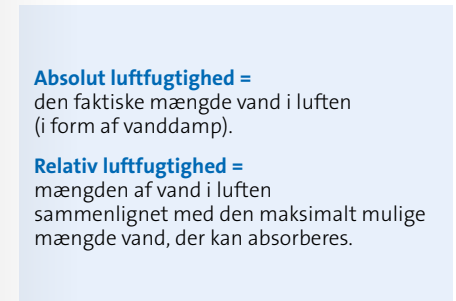 Absolut luftfugtighed =
den faktiske mængde vand i luften
(i form af vanddamp).
Relativ luftfugtighed =
mængden af vand i luften
sammenlignet med den maksimalt mulige
mængde vand, der kan absorberes.